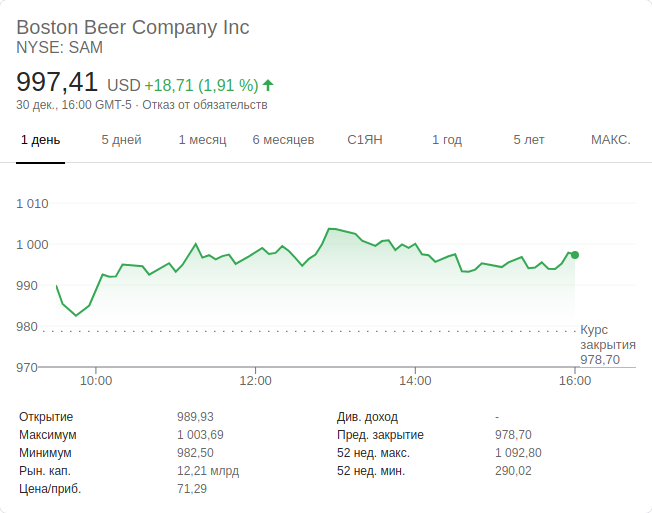 Boston Beer Company Inc
NYSE: SAM
997,41 USD +18,71 (1,91 %)
30 дек., 16:00 GMT-5 · Отказ от обязательств
1 день 5 дней 1 месяц 6 месяцев С1ЯН 1 год 5 лет МАКС.
1 010
1 000
990
980
Курс
закрытия
978,70
970
10:00 12:00 14:00 16:00
Открытие 989,93 Див. доход -
Максимум 1 003,69 Пред. закрытие 978,70
Минимум 982,50 52 нед. макс. 1 092,80
Рын. кап. 12,21 млрд 52 нед. мин. 290,02
Цена/приб. 71,29